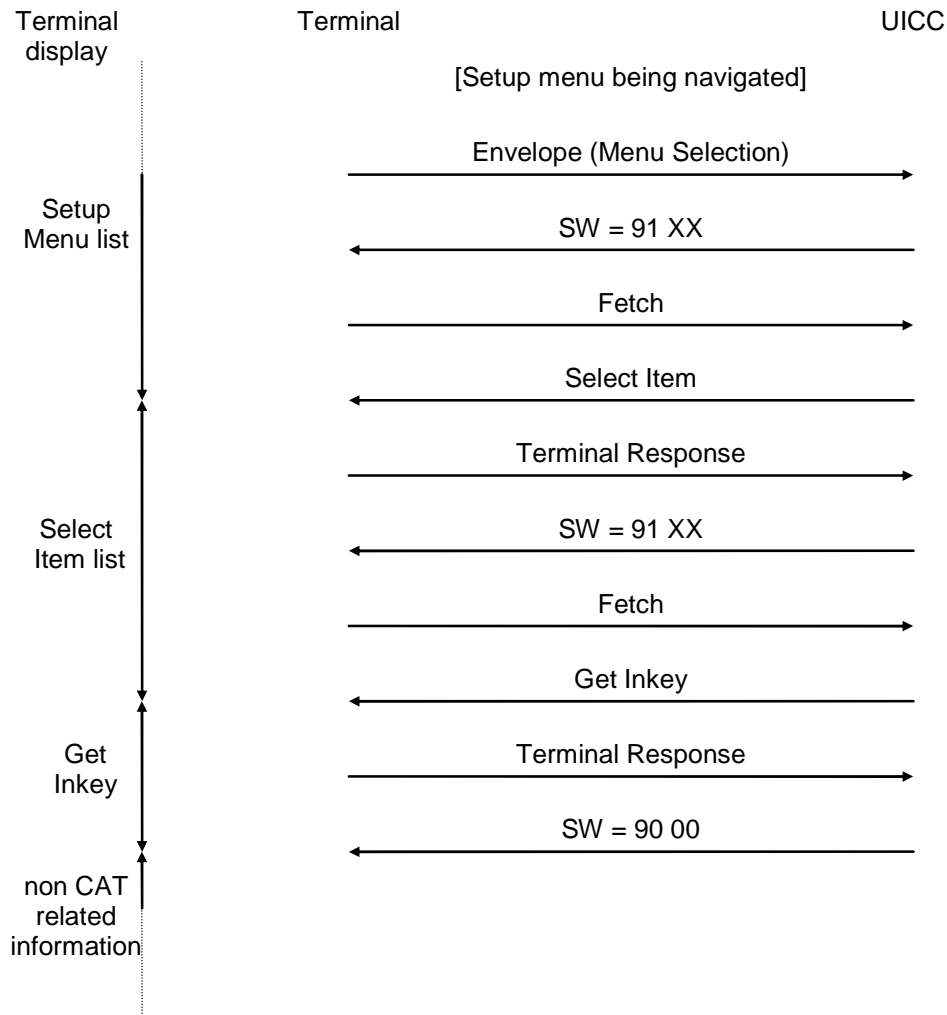 Terminal
display
Terminal
UICC
[Setup menu being navigated]
Envelope (Menu Selection)
Setup
Menu list
SW = 91 XX
Fetch
Select Item
Terminal Response
Select
Item list
SW = 91 XX
Fetch
Get Inkey
Get
Inkey
Terminal Response
SW = 90 00
non CAT
related
information